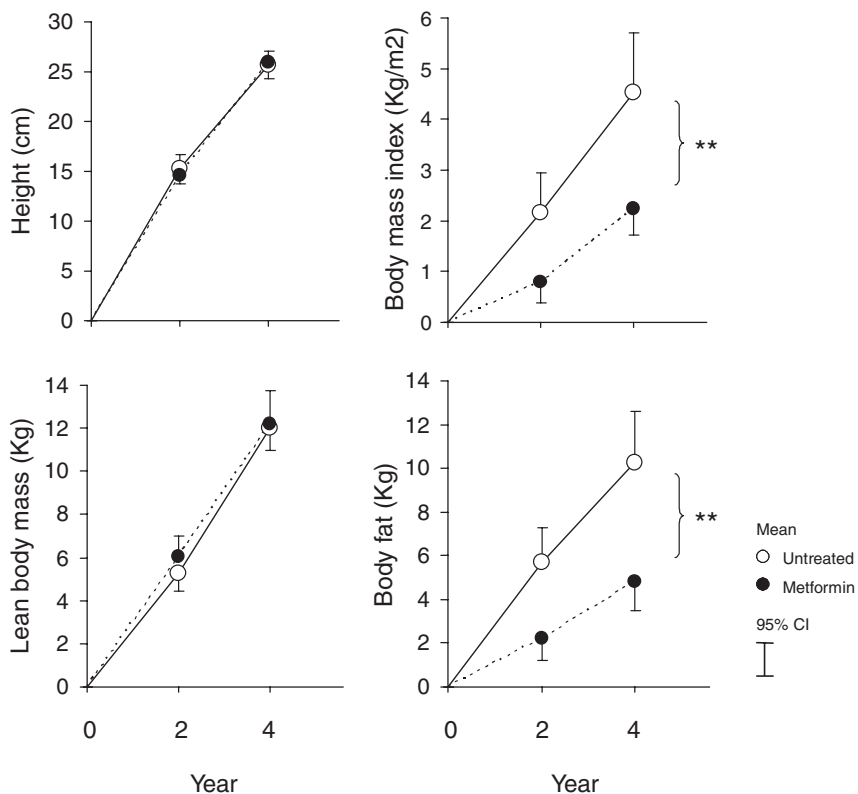 Height (cm)
30
25
20
15
10
5
0
Body mass index (Kg/m2)
6
5
4
3
2
1
0
**
Lean body mass (Kg)
14
12
10
8
6
4
2
0
0 2 4
Year
Body fat (Kg)
14
12
10
8
6
4
2
0
0 2 4
Year
**
Mean
Untreated
Metformin
95% CI